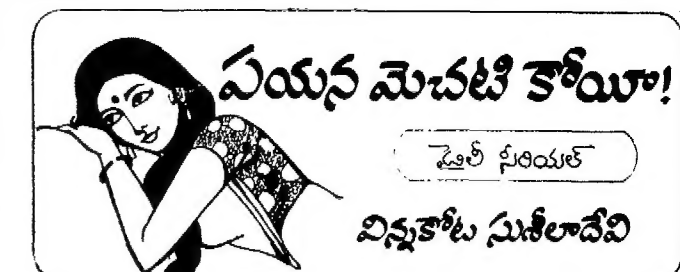 పయన మెచటి కోయీ!
డైలీ సీరియల్
విన్నకోట సుశీలాదేవి